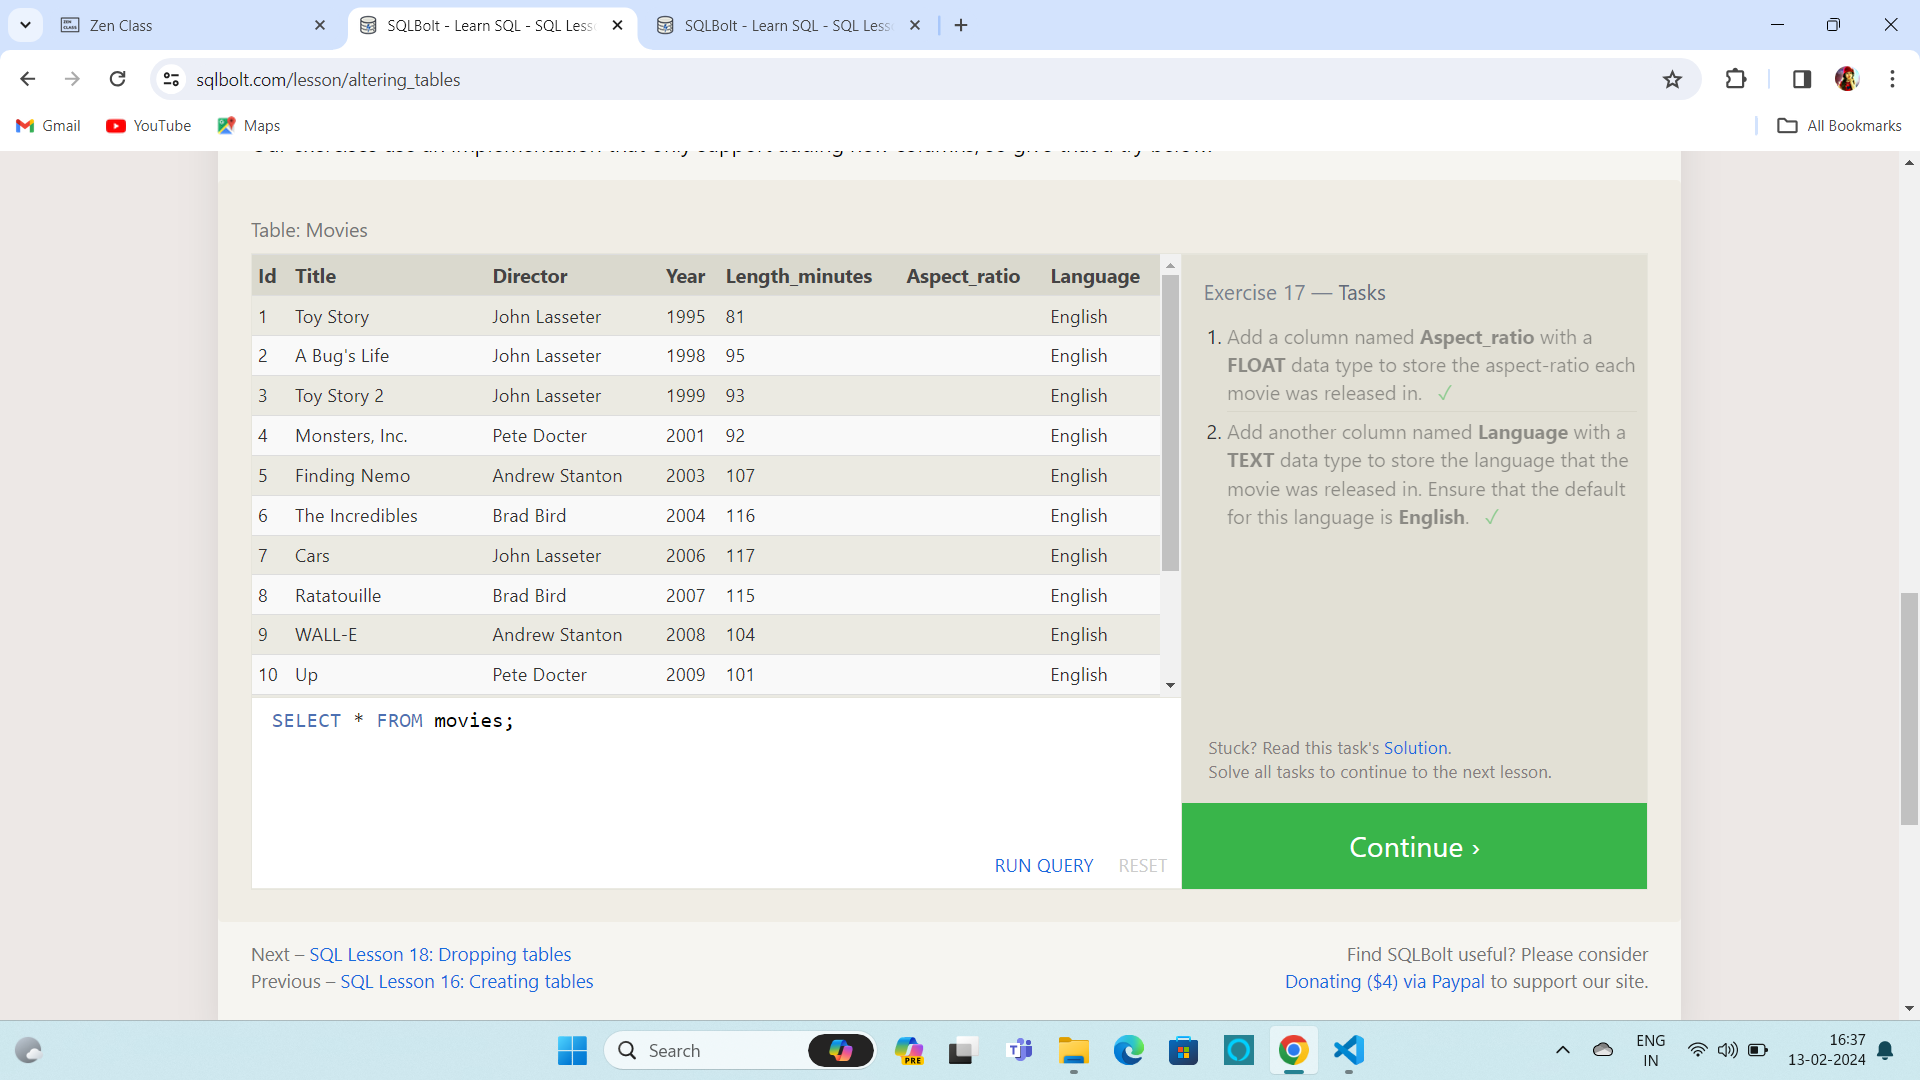 Zen Class
SQLBolt - Learn SQL - SQL Less
SQLBolt - Learn SQL - SQL Less
sqlbolt.com/lesson/altering_tables
Gmail
YouTube
Maps
All Bookmarks
Table: Movies
Id Title Director Year Length_minutes Aspect_ratio Language
1 Toy Story John Lasseter 1995 81 English
2 A Bug's Life John Lasseter 1998 95 English
3 Toy Story 2 John Lasseter 1999 93 English
4 Monsters, Inc. Pete Docter 2001 92 English
5 Finding Nemo Andrew Stanton 2003 107 English
6 The Incredibles Brad Bird 2004 116 English
7 Cars John Lasseter 2006 117 English
8 Ratatouille Brad Bird 2007 115 English
9 WALL-E Andrew Stanton 2008 104 English
10 Up Pete Docter 2009 101 English
SELECT * FROM movies;
RUN QUERY RESET
Exercise 17 — Tasks
1. Add a column named Aspect_ratio with a
FLOAT data type to store the aspect-ratio each
movie was released in. ✓
2. Add another column named Language with a
TEXT data type to store the language that the
movie was released in. Ensure that the default
for this language is English. ✓
Stuck? Read this task's Solution.
Solve all tasks to continue to the next lesson.
Continue ›
Next – SQL Lesson 18: Dropping tables
Previous – SQL Lesson 16: Creating tables
Find SQLBolt useful? Please consider
Donating ($4) via Paypal to support our site.
Search
PRE
ENG
IN
16:37
13-02-2024